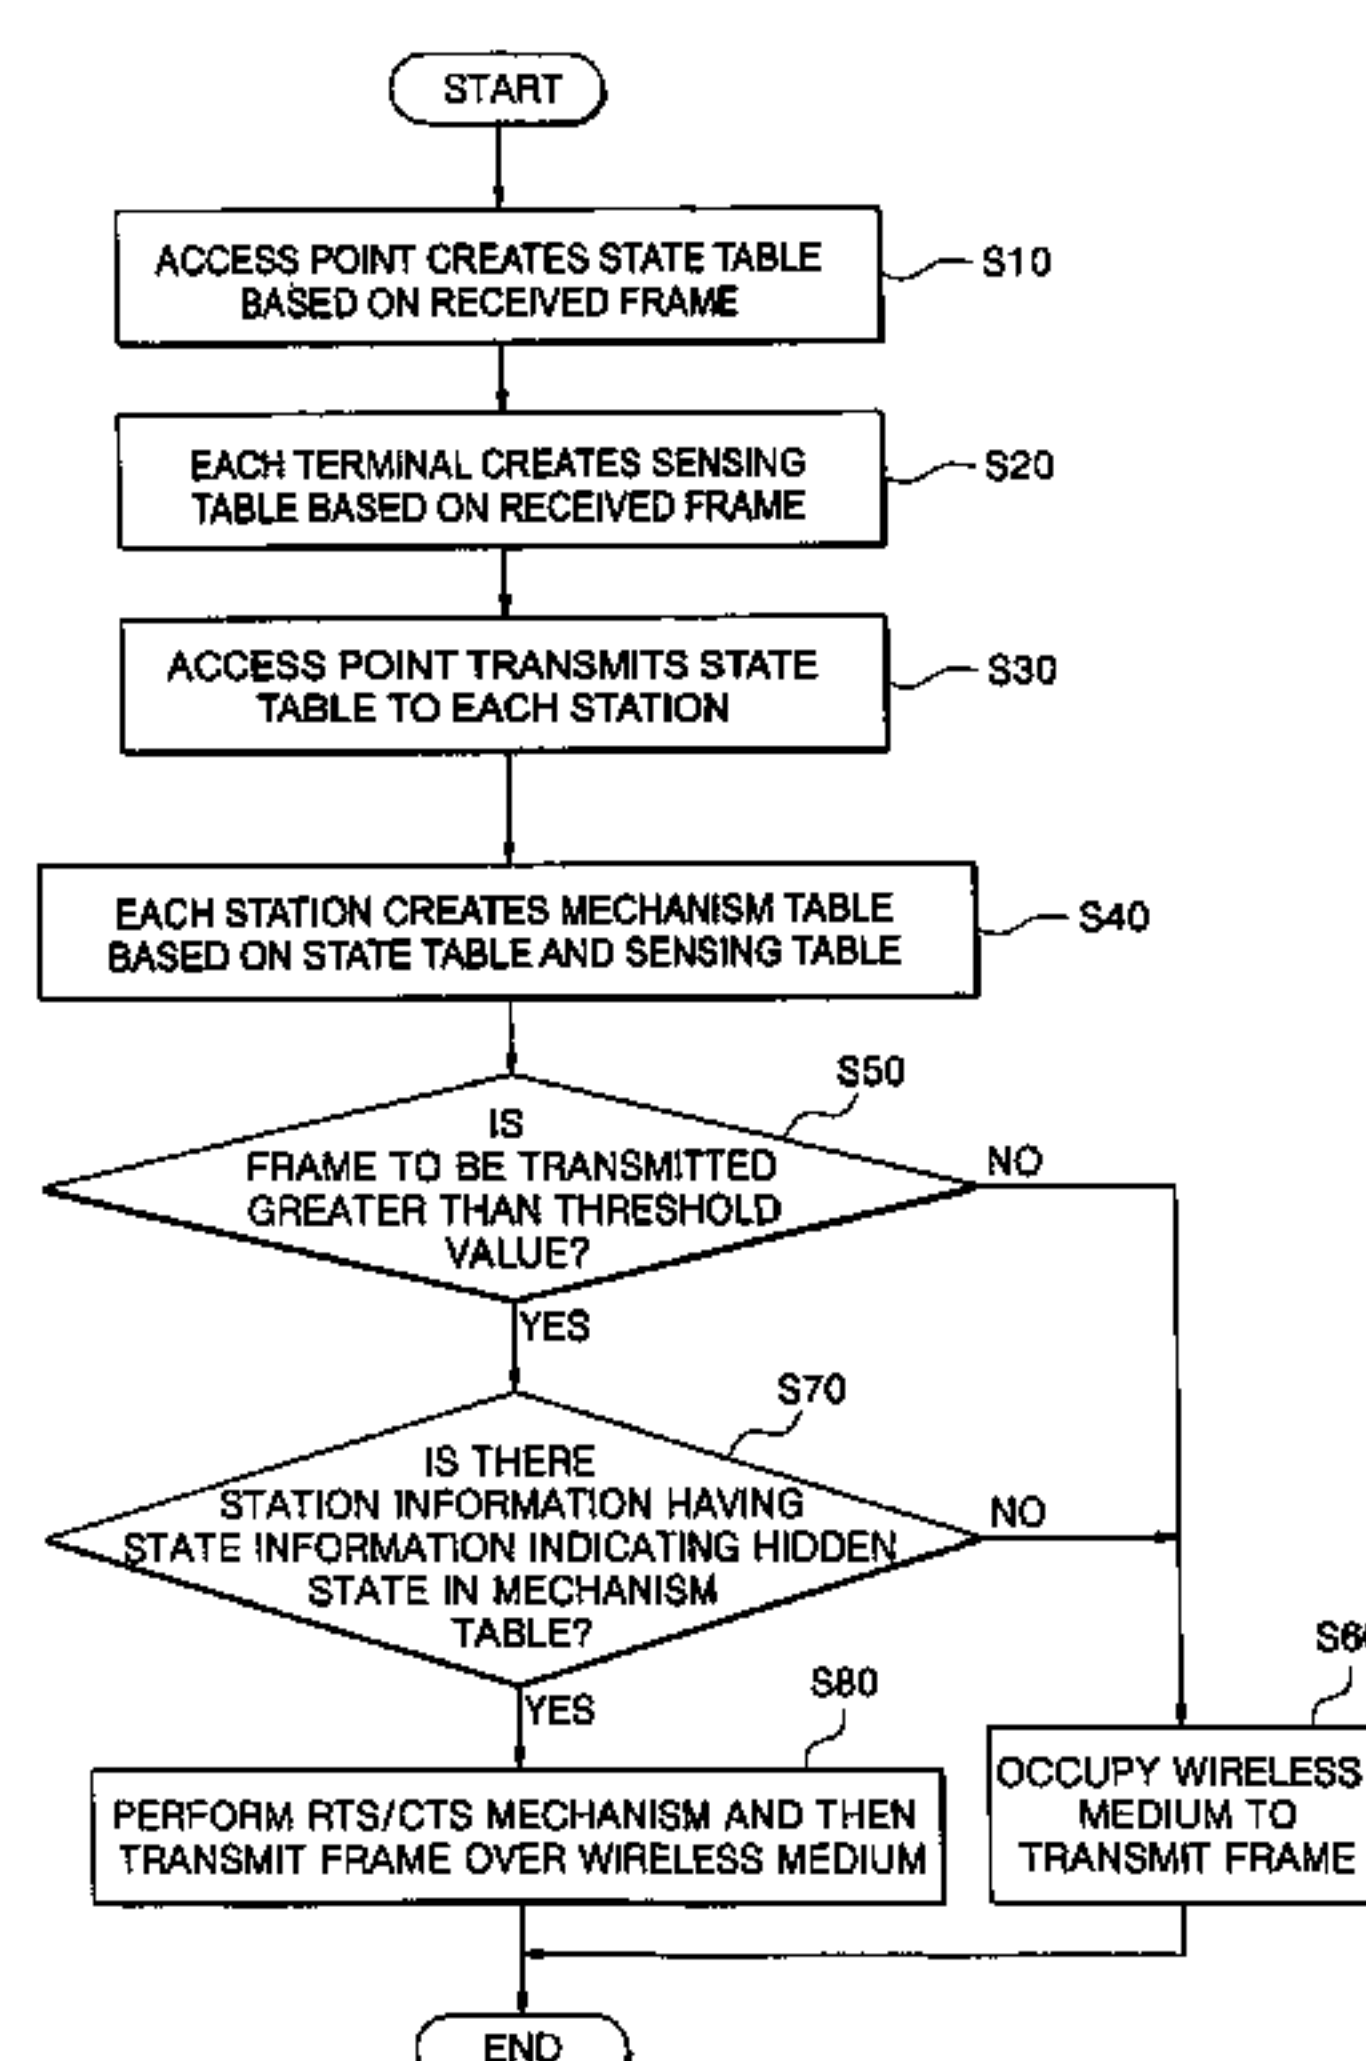 START
ACCESS POINT CREATES STATE TABLE
BASED ON RECEIVED FRAME
S10
EACH TERMINAL CREATES SENSING
TABLE BASED ON RECEIVED FRAME
S20
ACCESS POINT TRANSMITS STATE
TABLE TO EACH STATION
S30
EACH STATION CREATES MECHANISM TABLE
BASED ON STATE TABLE AND SENSING TABLE
S40
S50
IS
FRAME TO BE TRANSMITTED
GREATER THAN THRESHOLD
VALUE?
NO
YES
S70
IS THERE
STATION INFORMATION HAVING
STATE INFORMATION INDICATING HIDDEN
STATE IN MECHANISM
TABLE?
NO
YES
S80
PERFORM RTS/CTS MECHANISM AND THEN
TRANSMIT FRAME OVER WIRELESS MEDIUM
S60
OCCUPY WIRELESS
MEDIUM TO
TRANSMIT FRAME
END